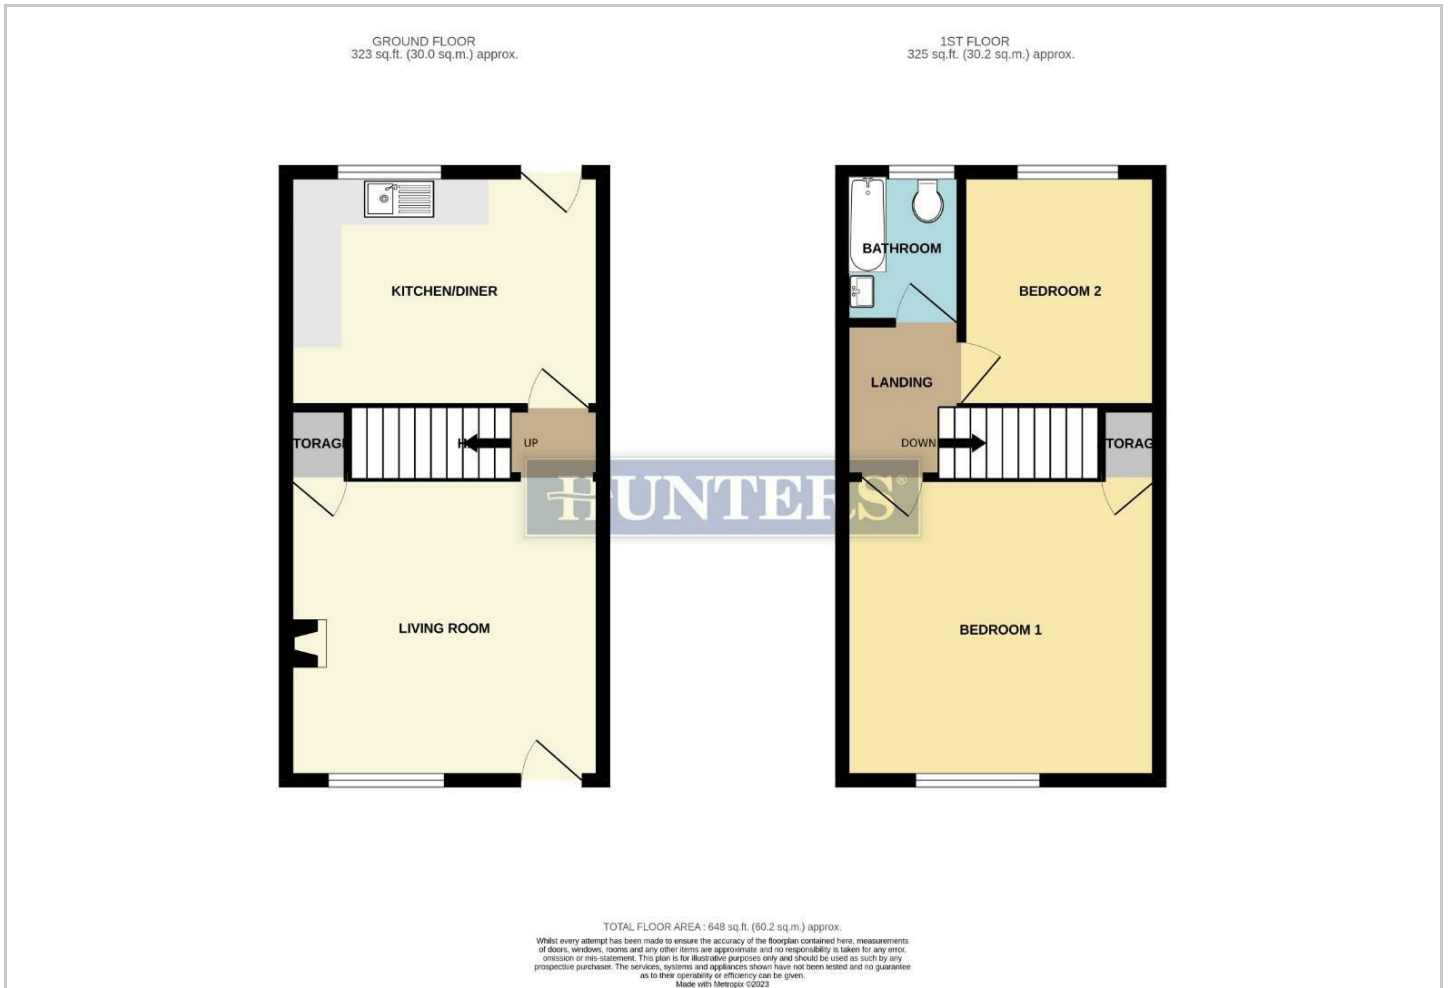 GROUND FLOOR
323 sq.ft. (30.0 sq.m.) approx.
1ST FLOOR
325 sq.ft. (30.2 sq.m.) approx.
KITCHEN/DINER
TORAGE
UP
LIVING ROOM
BATHROOM
BEDROOM 2
LANDING
DOWN
TORAG
BEDROOM 1
HUNTERS®
TOTAL FLOOR AREA : 648 sq.ft. (60.2 sq.m.) approx.
Whilst every attempt has been made to ensure the accuracy of the floorplan contained here, measurements
of doors, windows, rooms and any other items are approximate and no responsibility is taken for any error,
omission or mis-statement. This plan is for illustrative purposes only and should be used as such by any
prospective purchaser. The services, systems and appliances shown have not been tested and no guarantee
as to their operability or efficiency can be given.
Made with Metropix ©2023